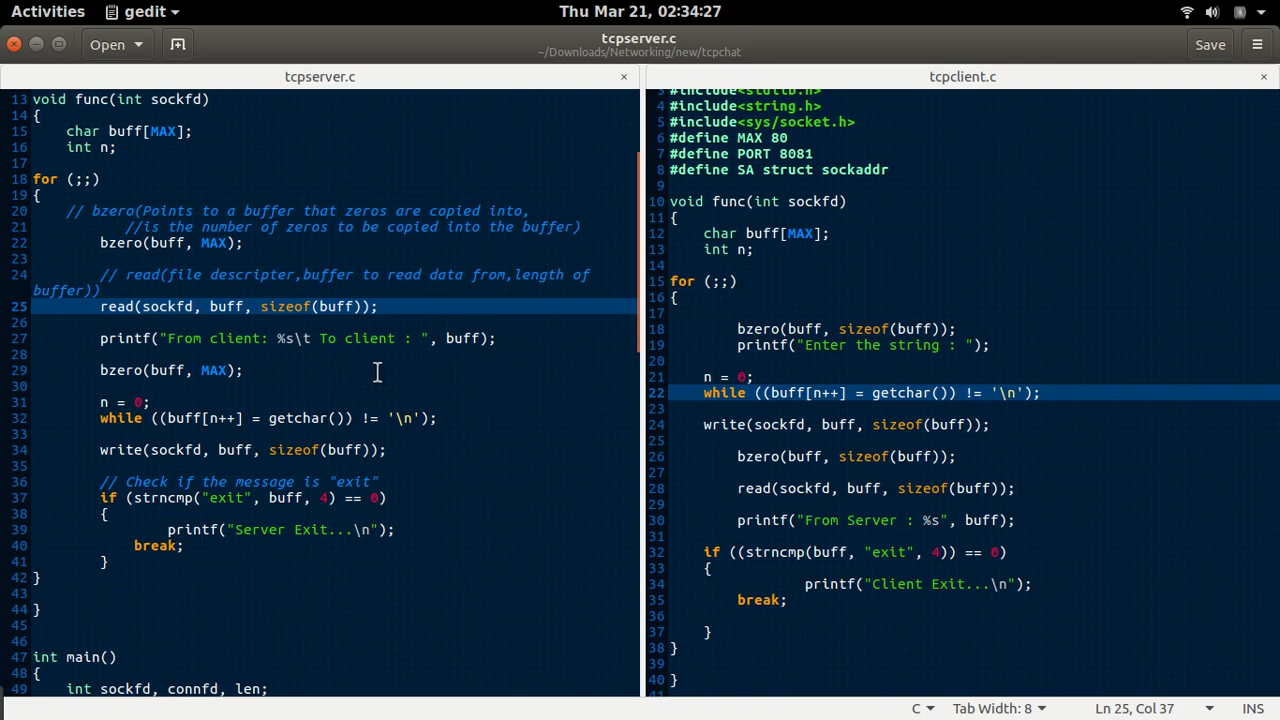 Activities gedit Thu Mar 21, 02:34:27
Open tcpserver.c Save
~/Downloads/Networking/new/tcpchat
tcpserver.c × tcpclient.c ×
13 void func(int sockfd)
14 {
15 char buff[MAX];
16 int n;
17
18 for (;;)
19 {
20 // bzero(Points to a buffer that zeros are copied into,
21 //is the number of zeros to be copied into the buffer)
22 bzero(buff, MAX);
23
24 // read(file descripter,buffer to read data from,length of
buffer))
25 read(sockfd, buff, sizeof(buff));
26
27 printf("From client: %s\t To client : ", buff);
28
29 bzero(buff, MAX);
30
31 n = 0;
32 while ((buff[n++] = getchar()) != '\n');
33
34 write(sockfd, buff, sizeof(buff));
35
36 // Check if the message is "exit"
37 if (strncmp("exit", buff, 4) == 0)
38 {
39 printf("Server Exit...\n");
40 break;
41 }
42 }
43
44 }
45
46
47 int main()
48 {
49 int sockfd, connfd, len;
3 #include<stdlib.h>
4 #include<string.h>
5 #include<sys/socket.h>
6 #define MAX 80
7 #define PORT 8081
8 #define SA struct sockaddr
9
10 void func(int sockfd)
11 {
12 char buff[MAX];
13 int n;
14
15 for (;;)
16 {
17
18 bzero(buff, sizeof(buff));
19 printf("Enter the string : ");
20
21 n = 0;
22 while ((buff[n++] = getchar()) != '\n');
23
24 write(sockfd, buff, sizeof(buff));
25
26 bzero(buff, sizeof(buff));
27
28 read(sockfd, buff, sizeof(buff));
29
30 printf("From Server : %s", buff);
31
32 if ((strncmp(buff, "exit", 4)) == 0)
33 {
34 printf("Client Exit...\n");
35 break;
36
37 }
38 }
39
40 }
41
C Tab Width: 8 Ln 25, Col 37 INS